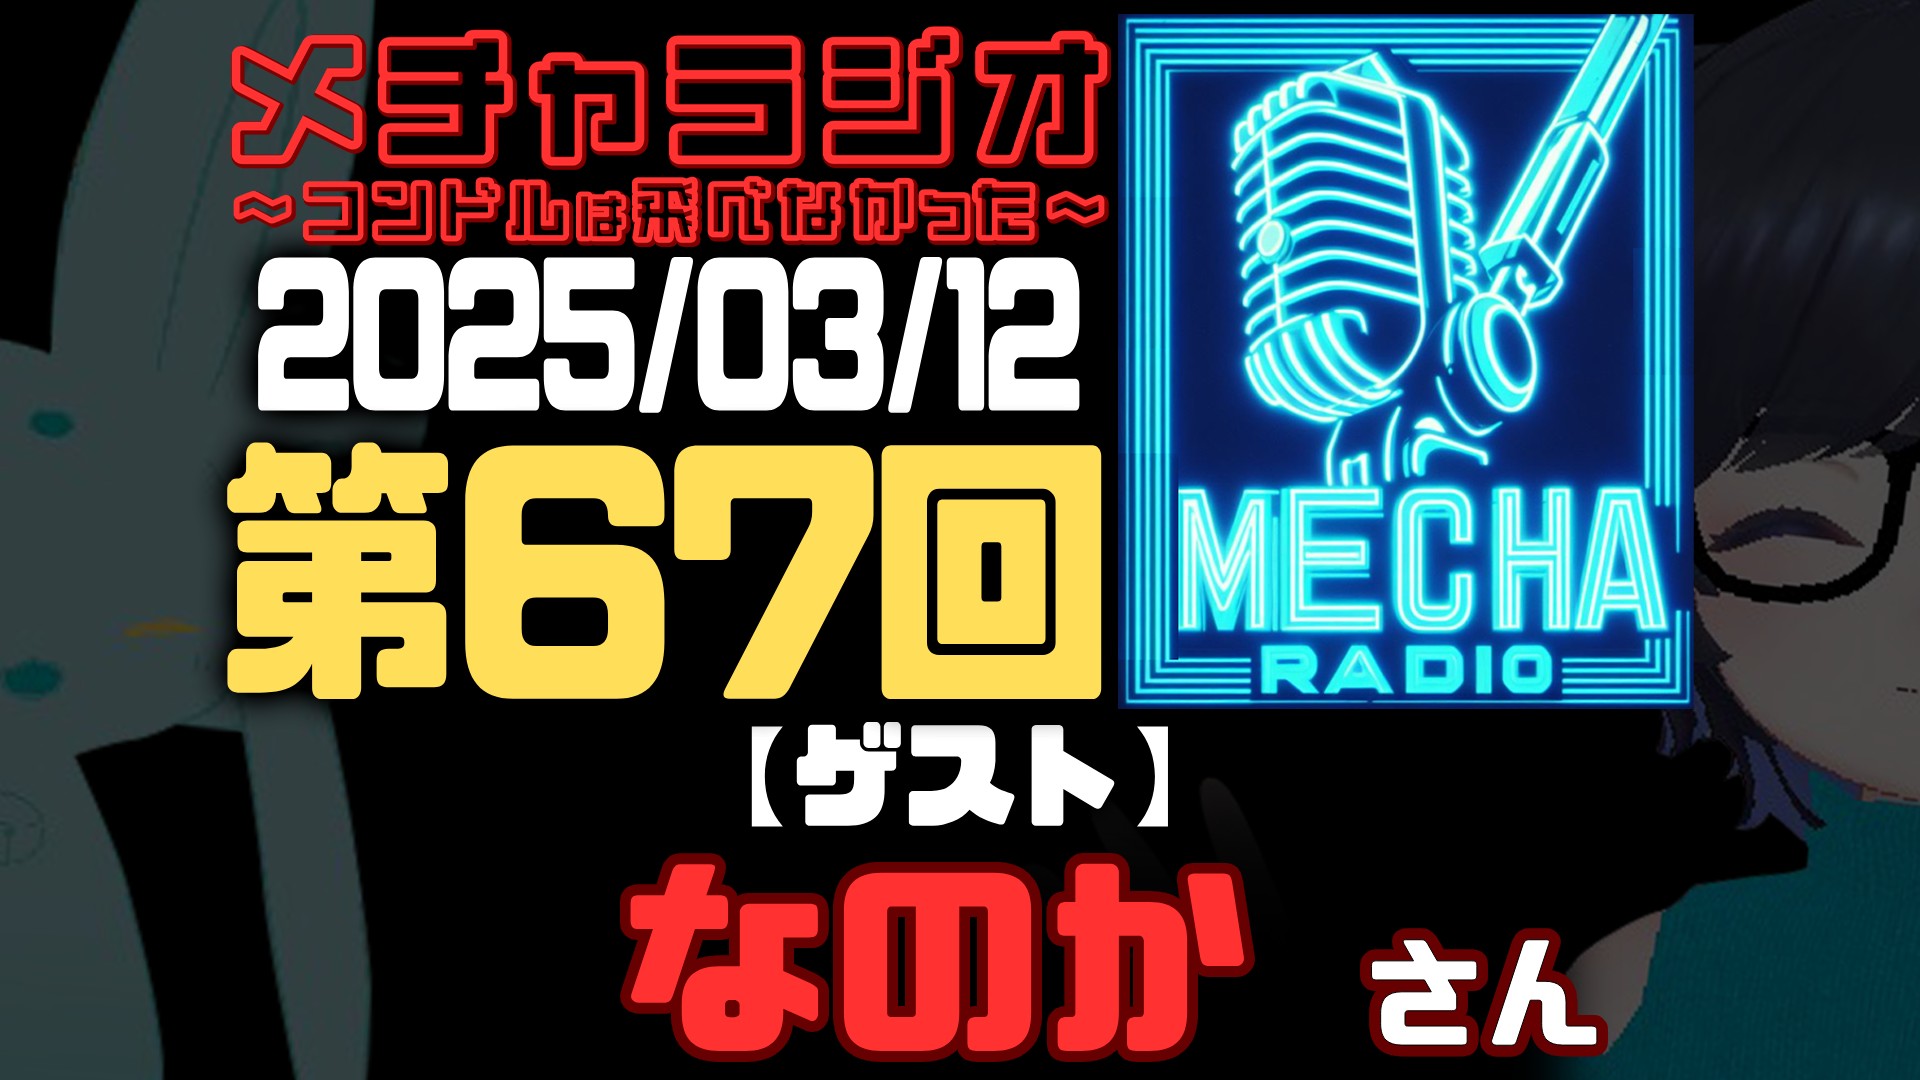 メチャラジオ
～コンドルは飛べなかった～
2025/03/12
第67回
MECHA
RADIO
【ゲスト】
なのか さん